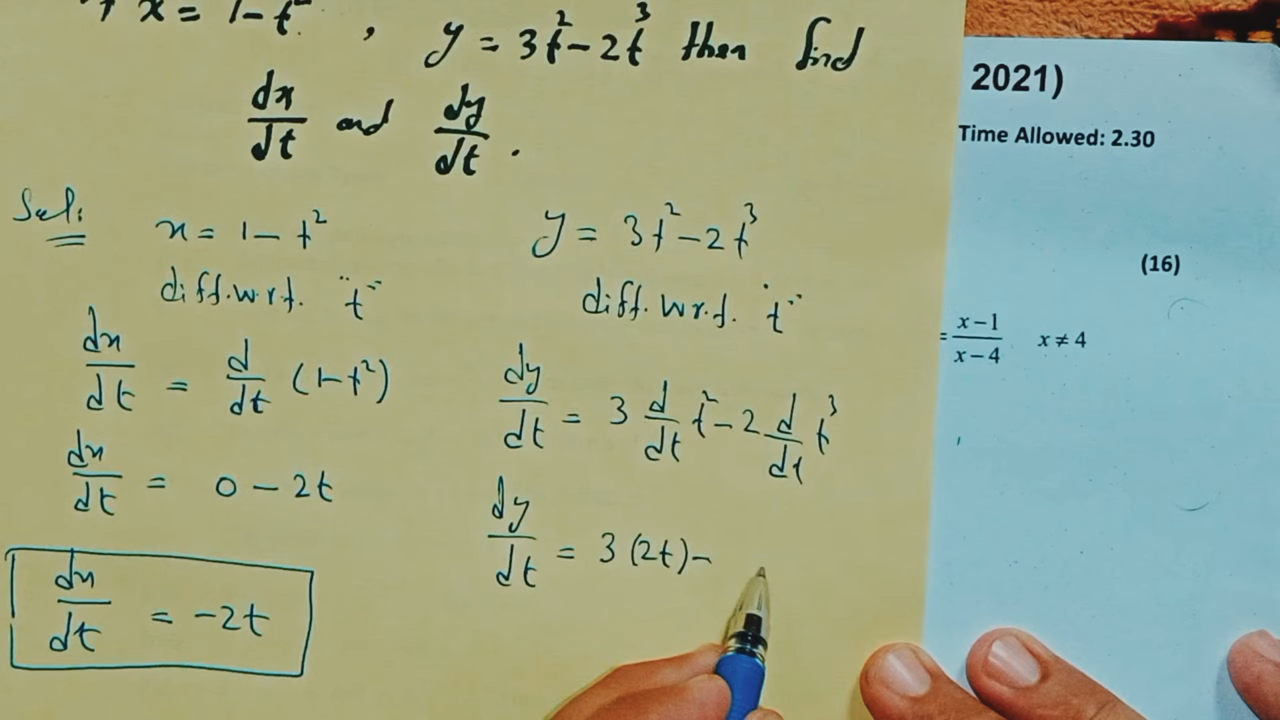 x = 1 - t² , y = 3t² - 2t³ then find
dx/dt and dy/dt .
Sol:
x = 1 - t²
diff. w.r.t. "t"
dx/dt = d/dt (1 - t²)
dx/dt = 0 - 2t
dx/dt = -2t
y = 3t² - 2t³
diff. w.r.t. "t"
dy/dt = 3 d/dt t² - 2 d/dt t³
dy/dt = 3(2t) -
2021)
Time Allowed: 2.30
(16)
= x-1/x-4 x≠4